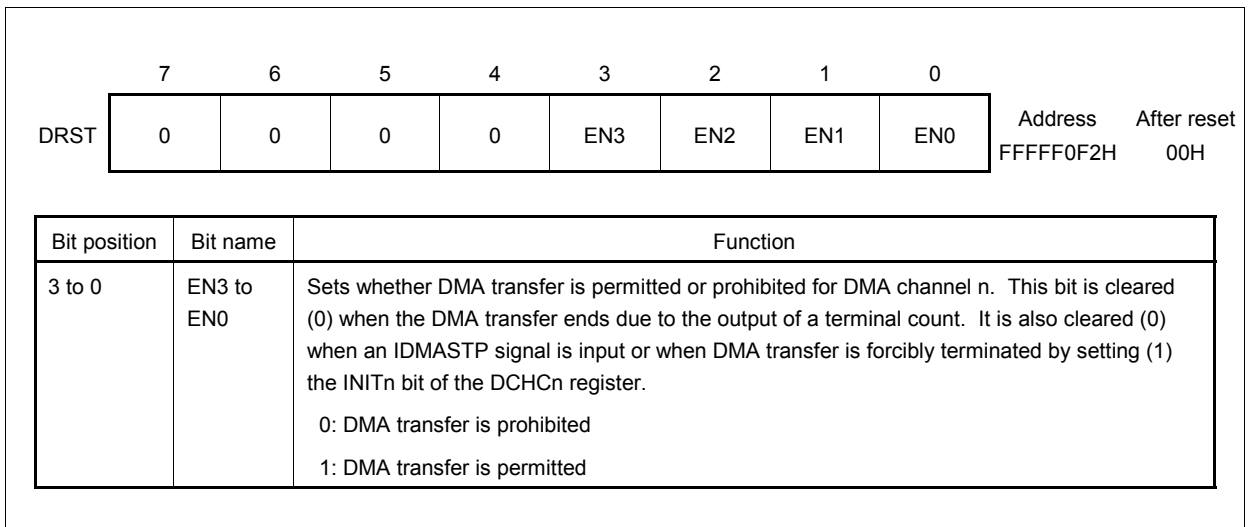 7 6 5 4 3 2 1 0
DRST 0 0 0 0 EN3 EN2 EN1 EN0 Address After reset
FFFFF0F2H 00H
Bit position Bit name Function
3 to 0 EN3 to Sets whether DMA transfer is permitted or prohibited for DMA channel n. This bit is cleared
EN0 (0) when the DMA transfer ends due to the output of a terminal count. It is also cleared (0)
when an IDMASTP signal is input or when DMA transfer is forcibly terminated by setting (1)
the INITn bit of the DCHCn register.
0: DMA transfer is prohibited
1: DMA transfer is permitted